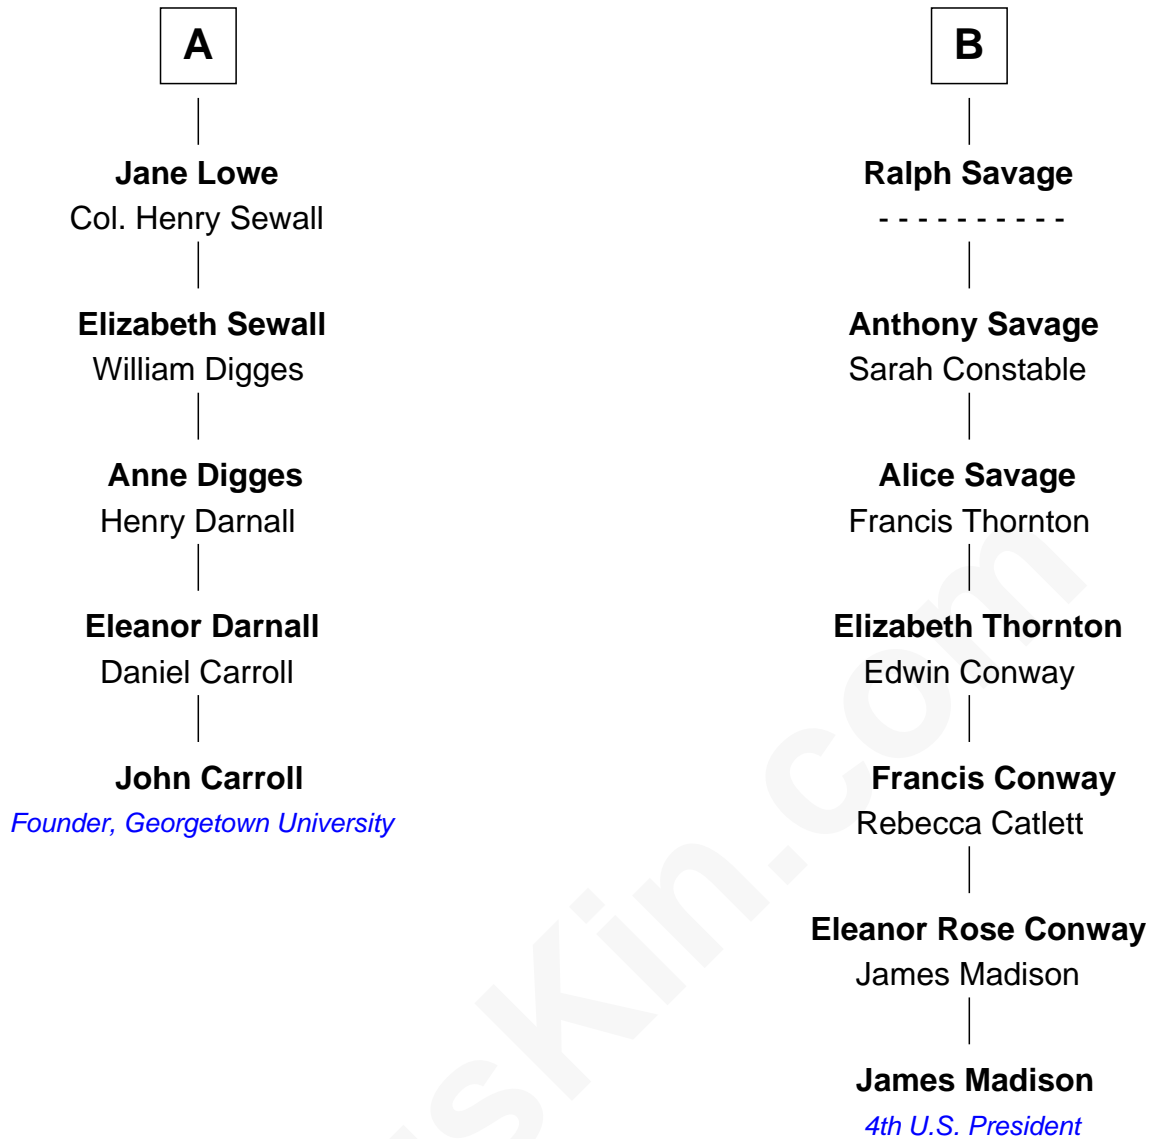 A
Jane Lowe
Col. Henry Sewall
Elizabeth Sewall
William Digges
Anne Digges
Henry Darnall
Eleanor Darnall
Daniel Carroll
John Carroll
Founder, Georgetown University
B
Ralph Savage
- - - - - - - - - -
Anthony Savage
Sarah Constable
Alice Savage
Francis Thornton
Elizabeth Thornton
Edwin Conway
Francis Conway
Rebecca Catlett
Eleanor Rose Conway
James Madison
James Madison
4th U.S. President